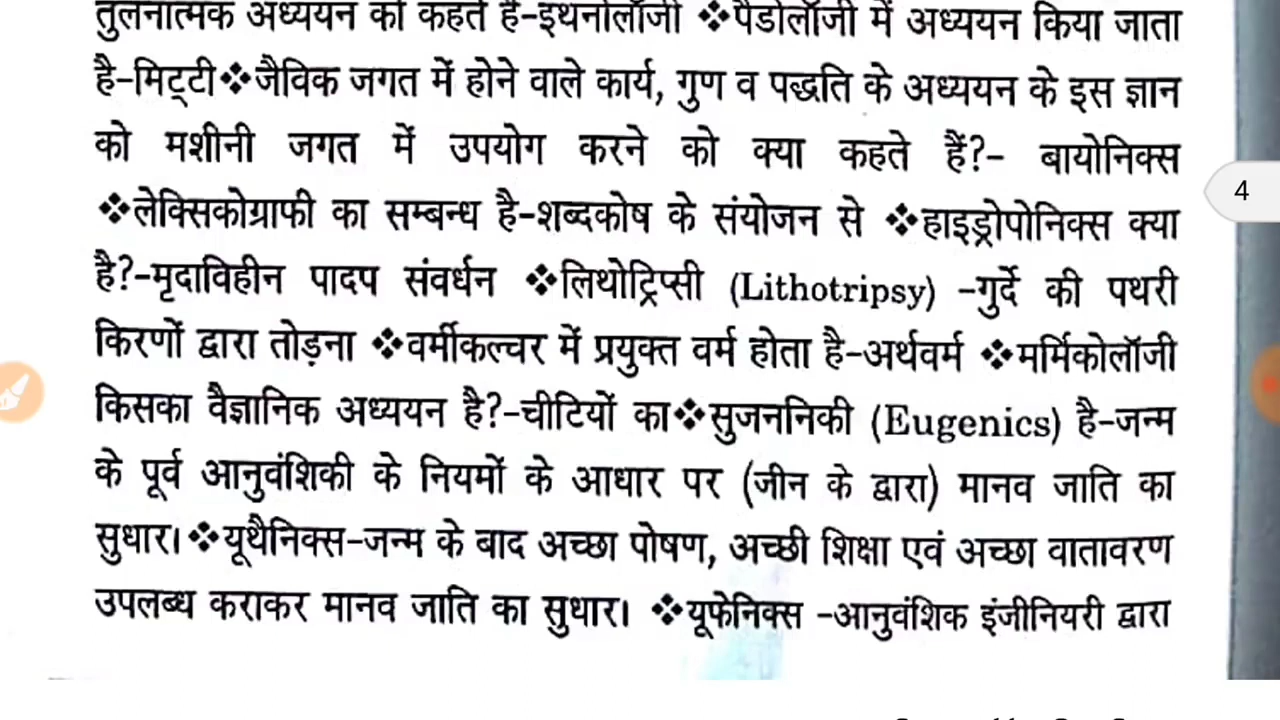 तुलनात्मक अध्ययन को कहते हैं-इथनोलॉजी ❖पैडोलॉजी में अध्ययन किया जाता
है-मिट्टी❖जैविक जगत में होने वाले कार्य, गुण व पद्धति के अध्ययन के इस ज्ञान
को मशीनी जगत में उपयोग करने को क्या कहते हैं?- बायोनिक्स
4
❖लेक्सिकोग्राफी का सम्बन्ध है-शब्दकोष के संयोजन से ❖हाइड्रोपोनिक्स क्या
है?-मृदाविहीन पादप संवर्धन ❖लिथोट्रिप्सी (Lithotripsy) -गुर्दे की पथरी
किरणों द्वारा तोड़ना ❖वर्मीकल्चर में प्रयुक्त वर्म होता है-अर्थवर्म ❖मर्मिकोलॉजी
किसका वैज्ञानिक अध्ययन है?-चीटियों का❖सुजननिकी (Eugenics) है-जन्म
के पूर्व आनुवंशिकी के नियमों के आधार पर (जीन के द्वारा) मानव जाति का
सुधार। ❖यूथैनिक्स-जन्म के बाद अच्छा पोषण, अच्छी शिक्षा एवं अच्छा वातावरण
उपलब्ध कराकर मानव जाति का सुधार। ❖यूफेनिक्स -आनुवंशिक इंजीनियरी द्वारा